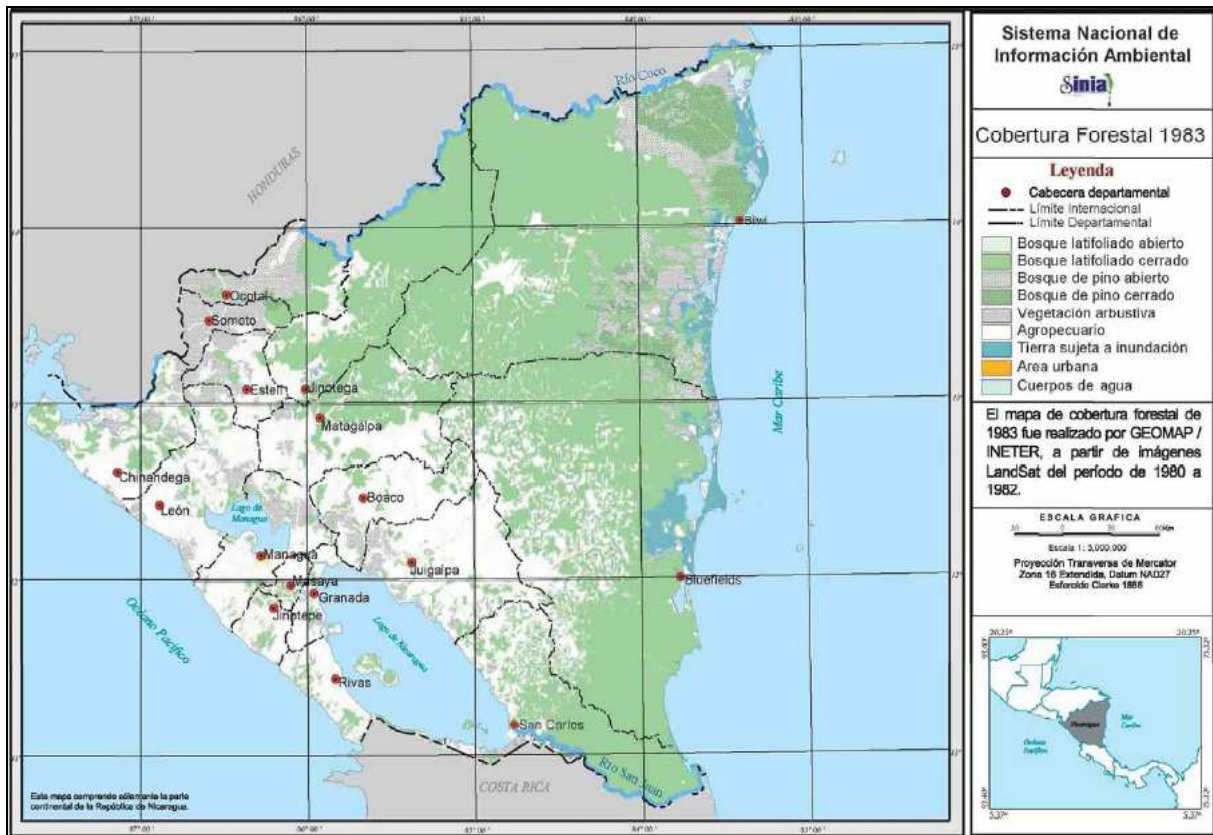 Sistema Nacional de
Información Ambiental
Sinia
Cobertura Forestal 1983
Leyenda
Cabecera departamental
Límite Internacional
Límite Departamental
Bosque latifoliado abierto
Bosque latifoliado cerrado
Bosque de pino abierto
Bosque de pino cerrado
Vegetación arbustiva
Agropecuario
Tierra sujeta a inundación
Area urbana
Cuerpos de agua
El mapa de cobertura forestal de
1983 fue realizado por GEOMAP /
INETER, a partir de imágenes
LandSat del período de 1980 a
1982.
ESCALA GRAFICA
Escala 1: 3,000,000
Proyección Transversa de Mercator
Zona 16 Extendida, Datum NAD27
Esferoide Clarke 1866
Nicaragua
Mar
Caribe
Océano
Pacífico
HONDURAS
Río Coco
Bilwi
Ocotal
Somoto
Estelí
Jinotega
Matagalpa
Mar Caribe
Chinandega
León
Lago de
Managua
Boaco
Managua
Juigalpa
Masaya
Granada
Jinotepe
Bluefields
Océano Pacífico
Lago de Nicaragua
Rivas
San Carlos
Río San Juan
COSTA RICA
Este mapa comprende sólamente la parte
continental de la República de Nicaragua.